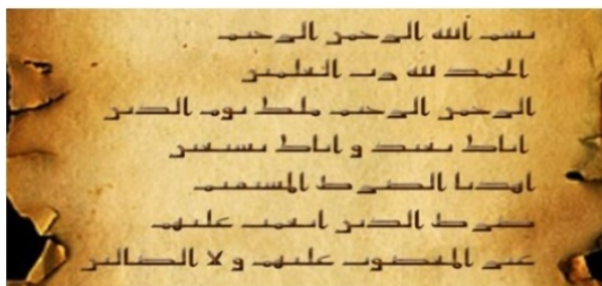 بسم الله الرحمن الرحيم
الحمد لله رب العلمين
الرحمن الرحيم ملك يوم الدين
اياك نعبد و اياك نستعين
اهدنا الصرط المستقيم
صرط الذين انعمت عليهم
غير المغضوب عليهم و لا الضالين